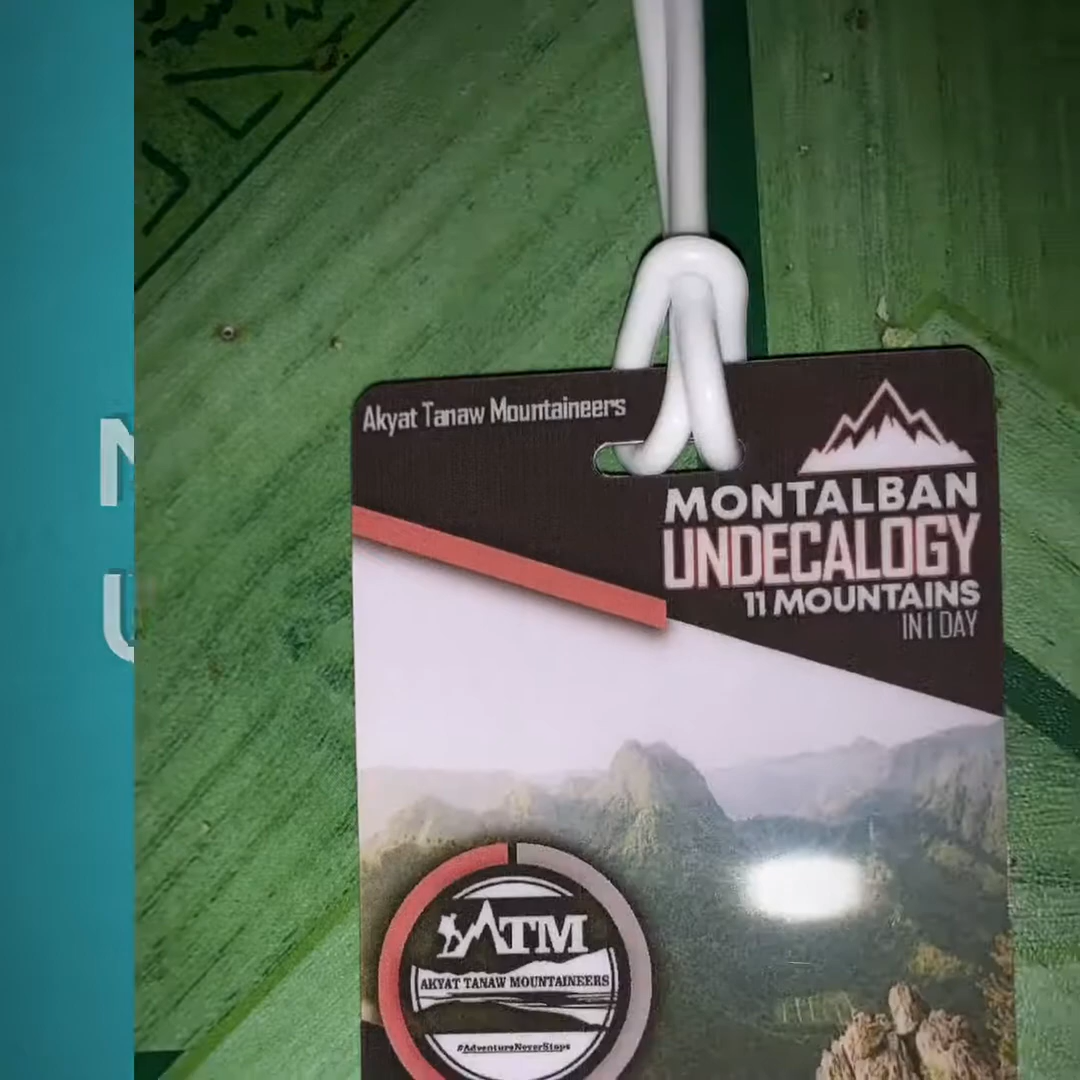 Akyat Tanaw Mountaineers
MONTALBAN
UNDECALOGY
11 MOUNTAINS
IN 1 DAY
ATM
AKYAT TANAW MOUNTAINEERS
#AdventureNeverStops